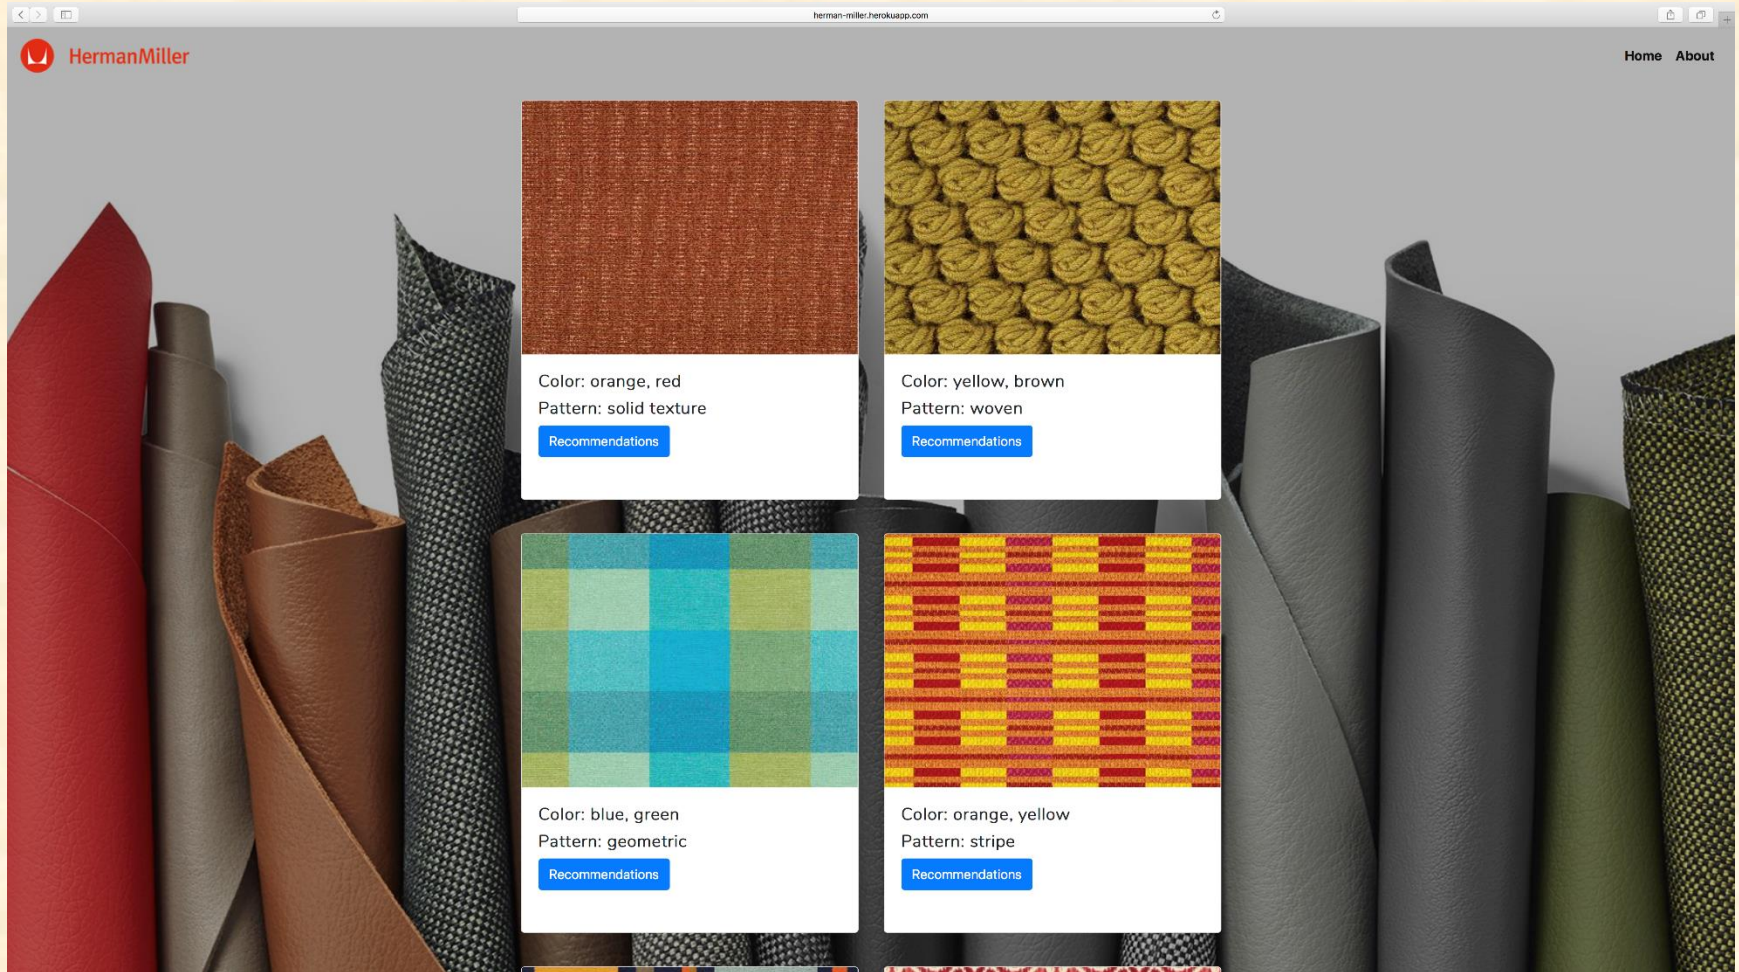 herman-miller.herokuapp.com
HermanMiller
Home About
Color: orange, red
Pattern: solid texture
Recommendations
Color: yellow, brown
Pattern: woven
Recommendations
Color: blue, green
Pattern: geometric
Recommendations
Color: orange, yellow
Pattern: stripe
Recommendations